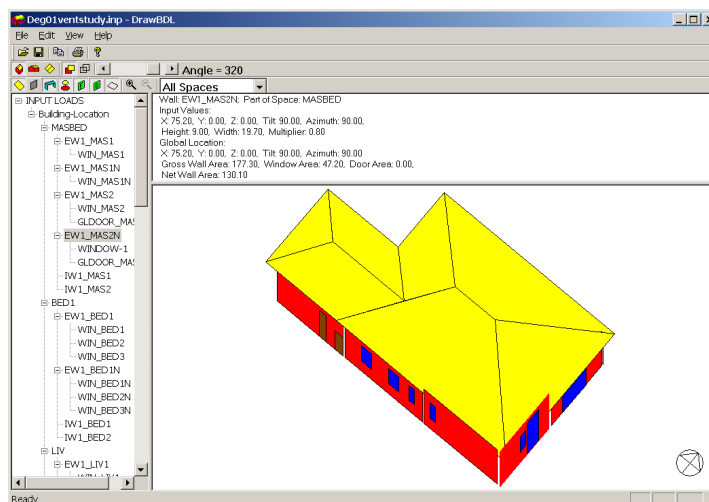 Deg01ventstudy.inp - DrawBDL
File Edit View Help
Angle = 320
All Spaces
INPUT LOADS
Building-Location
MASBED
EW1_MAS1
WIN_MAS1
EW1_MAS1N
WIN_MAS1N
EW1_MAS2
WIN_MAS2
GLDOOR_MAS
EW1_MAS2N
WINDOW-1
GLDOOR_MAS
IW1_MAS1
IW1_MAS2
BED1
EW1_BED1
WIN_BED1
WIN_BED2
WIN_BED3
EW1_BED1N
WIN_BED1N
WIN_BED2N
WIN_BED3N
IW1_BED1
IW1_BED2
LIV
EW1_LIV1
WIN_LIV1
Wall: EW1_MAS2N; Part of Space: MASBED
Input Values:
X: 75.20, Y: 0.00, Z: 0.00, Tilt: 90.00, Azimuth: 90.00,
Height: 9.00, Width: 19.70, Multiplier: 0.80
Global Location:
X: 75.20, Y: 0.00, Z: 0.00, Tilt: 90.00, Azimuth: 90.00
Gross Wall Area: 177.30, Window Area: 47.20, Door Area: 0.00,
Net Wall Area: 130.10
Ready